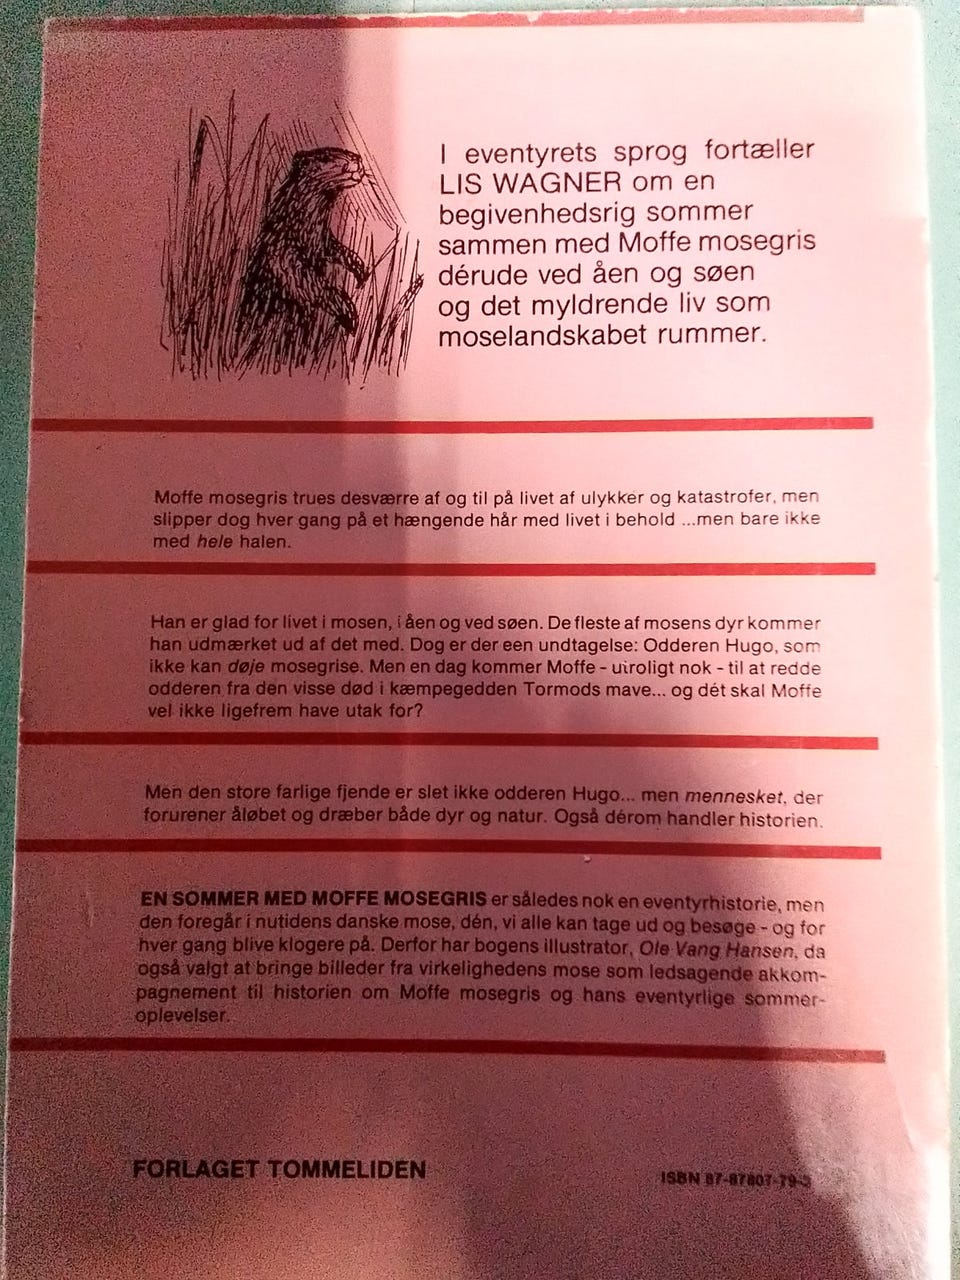 I eventyrets sprog fortæller
LIS WAGNER om en
begivenhedsrig sommer
sammen med Moffe mosegris
dérude ved åen og søen
og det myldrende liv som
moselandskabet rummer.
Moffe mosegris trues desværre af og til på livet af ulykker og katastrofer, men
slipper dog hver gang på et hængende hår med livet i behold ...men bare ikke
med hele halen.
Han er glad for livet i mosen, i åen og ved søen. De fleste af mosens dyr kommer
han udmærket ud af det med. Dog er der een undtagelse: Odderen Hugo, som
ikke kan døje mosegrise. Men en dag kommer Moffe - utroligt nok - til at redde
odderen fra den visse død i kæmpegedden Tormods mave... og dét skal Moffe
vel ikke ligefrem have utak for?
Men den store farlige fjende er slet ikke odderen Hugo... men mennesket, der
forurener åløbet og dræber både dyr og natur. Også dérom handler historien.
EN SOMMER MED MOFFE MOSEGRIS er således nok en eventyrhistorie, men
den foregår i nutidens danske mose, dén, vi alle kan tage ud og besøge - og for
hver gang blive klogere på. Derfor har bogens illustrator, Ole Vang Hansen, da
også valgt at bringe billeder fra virkelighedens mose som ledsagende akkom-
pagnement til historien om Moffe mosegris og hans eventyrlige sommer-
oplevelser.
FORLAGET TOMMELIDEN
ISBN